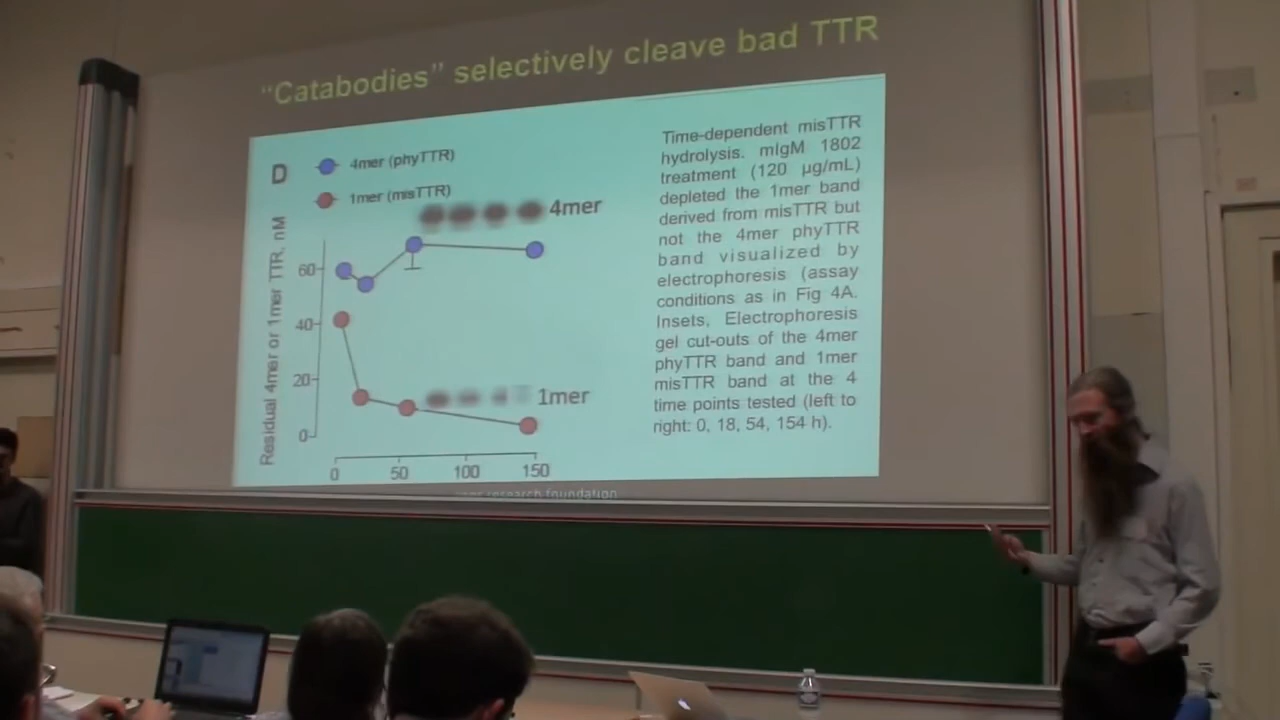 “Catabodies” selectively cleave bad TTR
D
4mer (phyTTR)
1mer (misTTR)
4mer
1mer
Residual 4mer or 1mer TTR, nM
60
40
20
0
0 50 100 150
Time-dependent misTTR
hydrolysis. mIgM 1802
treatment (120 µg/mL)
depleted the 1mer band
derived from misTTR but
not the 4mer phyTTR
band visualized by
electrophoresis (assay
conditions as in Fig 4A.
Insets, Electrophoresis
gel cut-outs of the 4mer
phyTTR band and 1mer
misTTR band at the 4
time points tested (left to
right: 0, 18, 54, 154 h).
research foundation